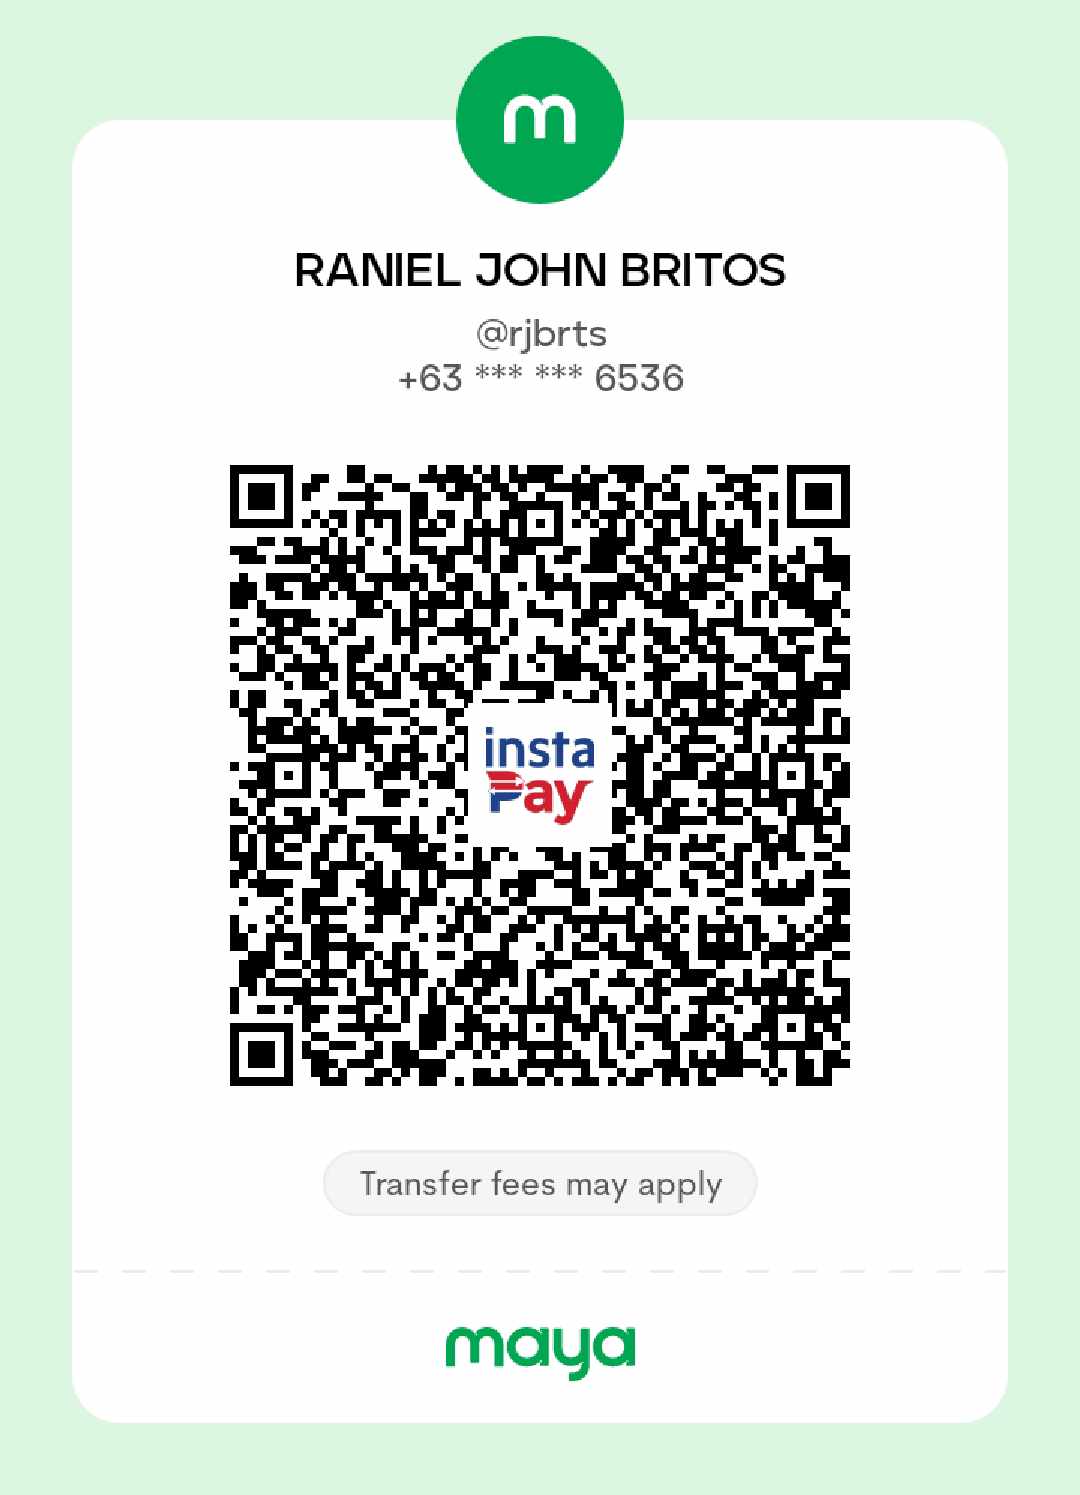 m
RANIEL JOHN BRITOS
@rjbrts
+63 *** *** 6536
insta
Pay
Transfer fees may apply
maya